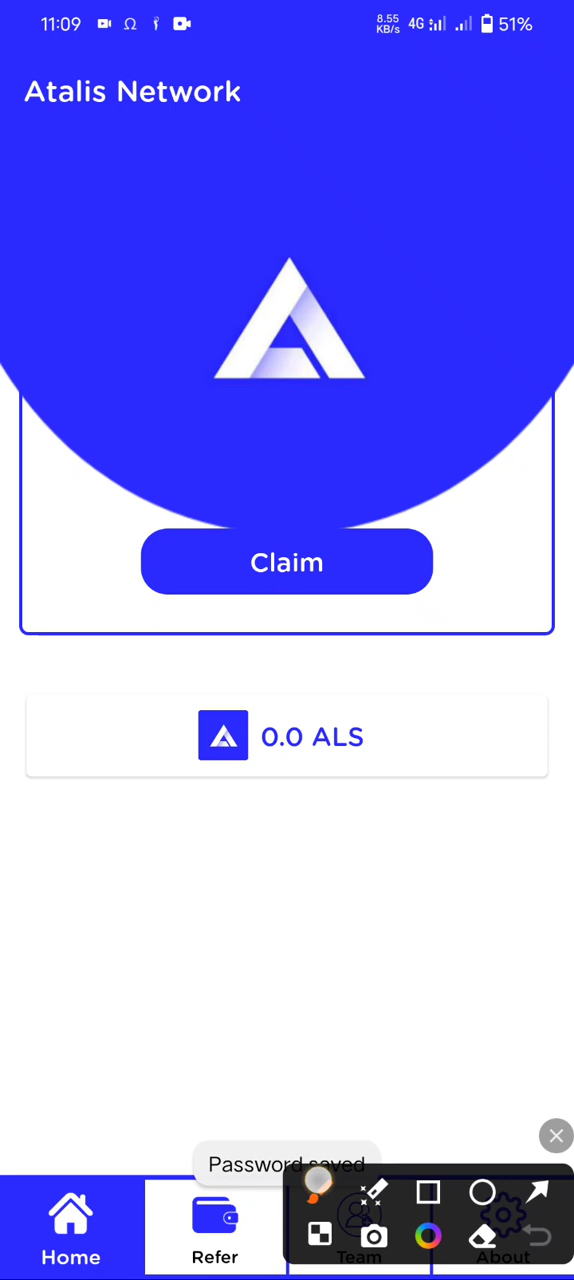 11:09 8.55 KB/s 4G 51%
Atalis Network
Claim
0.0 ALS
Password saved
Home Refer Team About